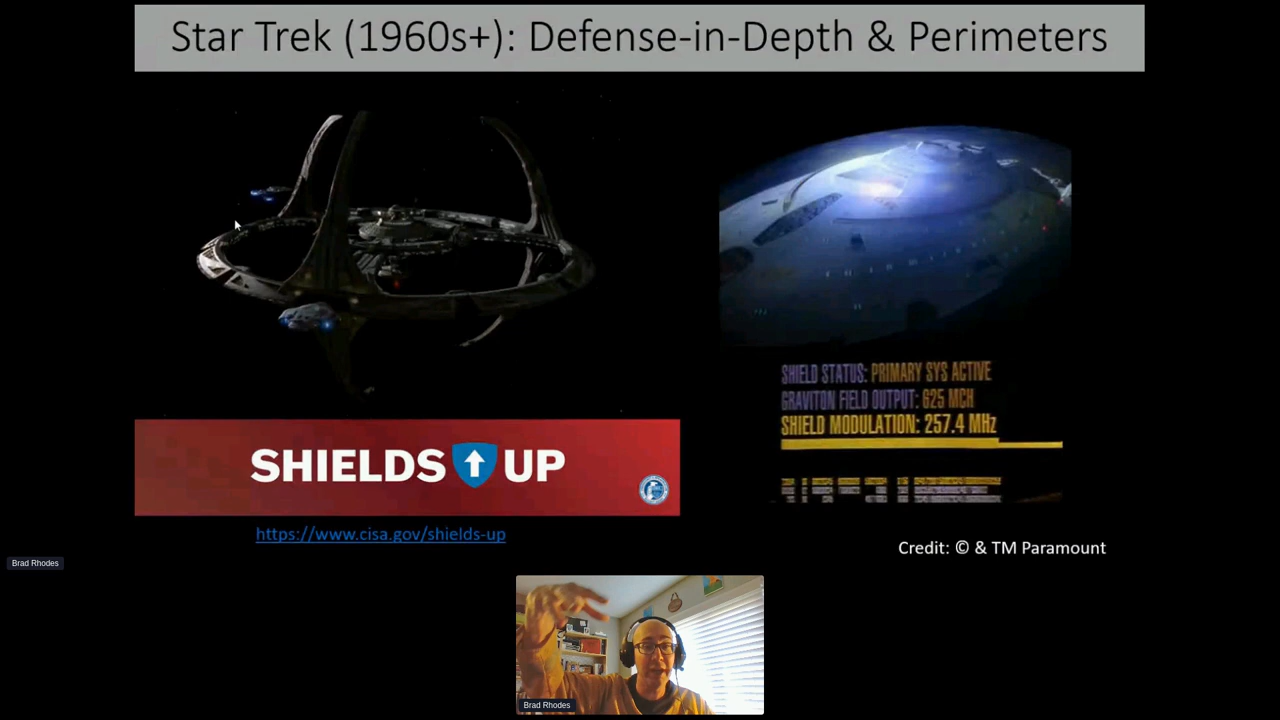 Star Trek (1960s+): Defense-in-Depth & Perimeters
SHIELD STATUS: PRIMARY SYS ACTIVE
GRAVITON FIELD OUTPUT: 625 MCH
SHIELD MODULATION: 257.4 MHz
SHIELDS UP
https://www.cisa.gov/shields-up
Credit: © & TM Paramount
Brad Rhodes
Brad Rhodes